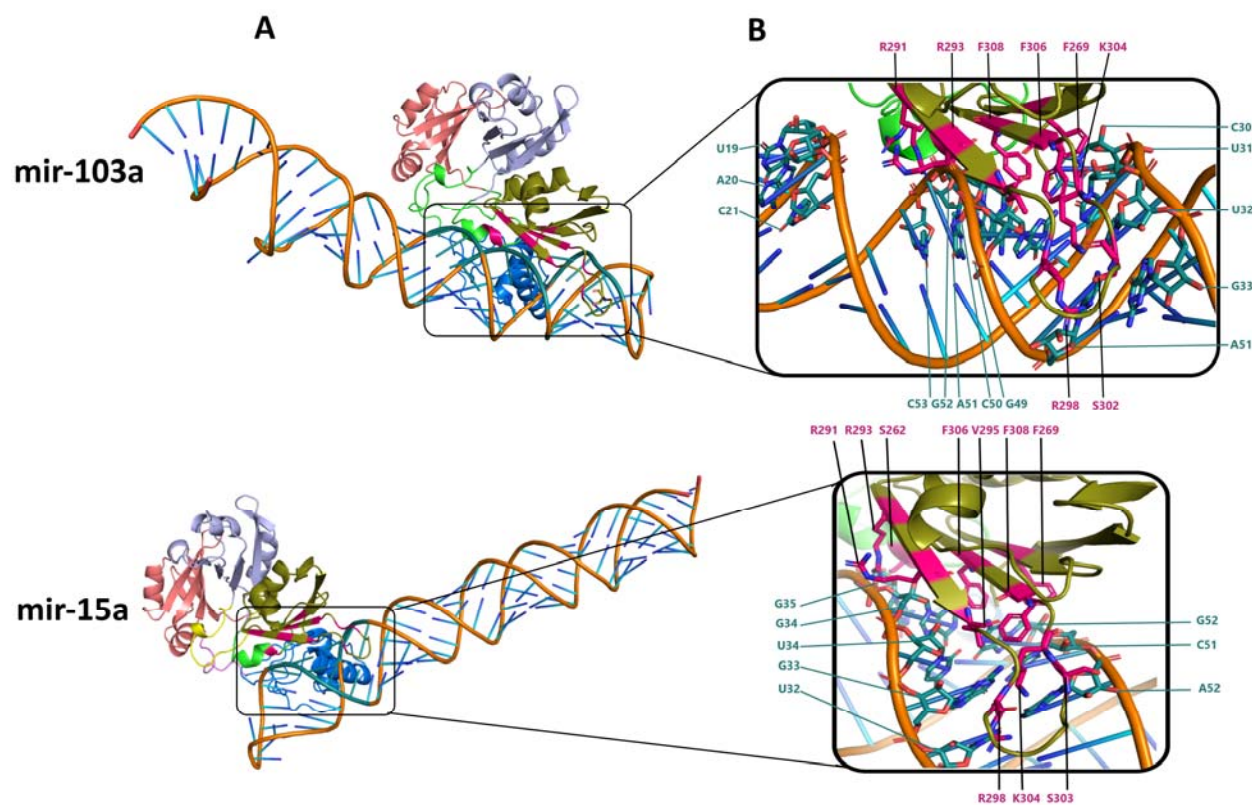 A B
R291 R293 F308 F306 F269 K304
mir-103a
U19
A20
C21
C30
U31
U32
G33
A51
C53 G52 A51 C50 G49
R298 S302
R291 R293 S262 F306 V295 F308 F269
mir-15a
G35
G34
U34
G33
U32
G52
C51
A52
R298 K304 S303